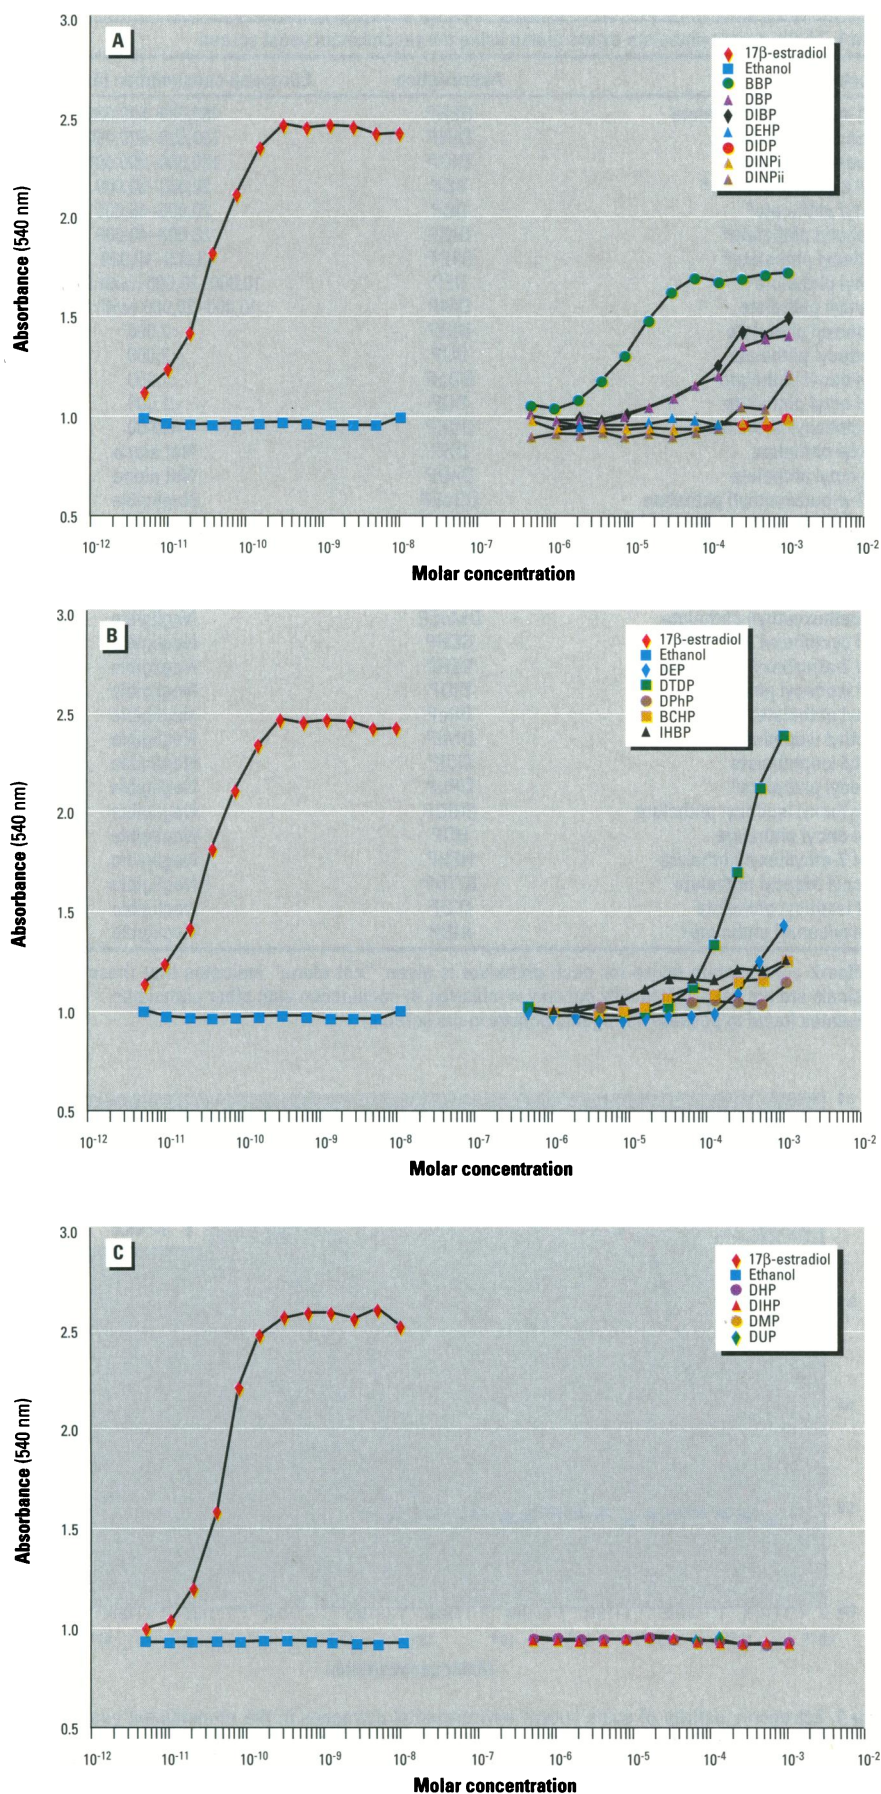 A
3.0
2.5
2.0
1.5
1.0
0.5
Absorbance (540 nm)
17β-estradiol
Ethanol
BBP
DBP
DIBP
DEHP
DIDP
DINPi
DINPii
10-12 10-11 10-10 10-9 10-8 10-7 10-6 10-5 10-4 10-3 10-2
Molar concentration
B
3.0
2.5
2.0
1.5
1.0
0.5
Absorbance (540 nm)
17β-estradiol
Ethanol
DEP
DTDP
DPhP
BCHP
IHBP
10-12 10-11 10-10 10-9 10-8 10-7 10-6 10-5 10-4 10-3 10-2
Molar concentration
C
3.0
2.5
2.0
1.5
1.0
0.5
Absorbance (540 nm)
17β-estradiol
Ethanol
DHP
DIHP
DMP
DUP
10-12 10-11 10-10 10-9 10-8 10-7 10-6 10-5 10-4 10-3 10-2
Molar concentration